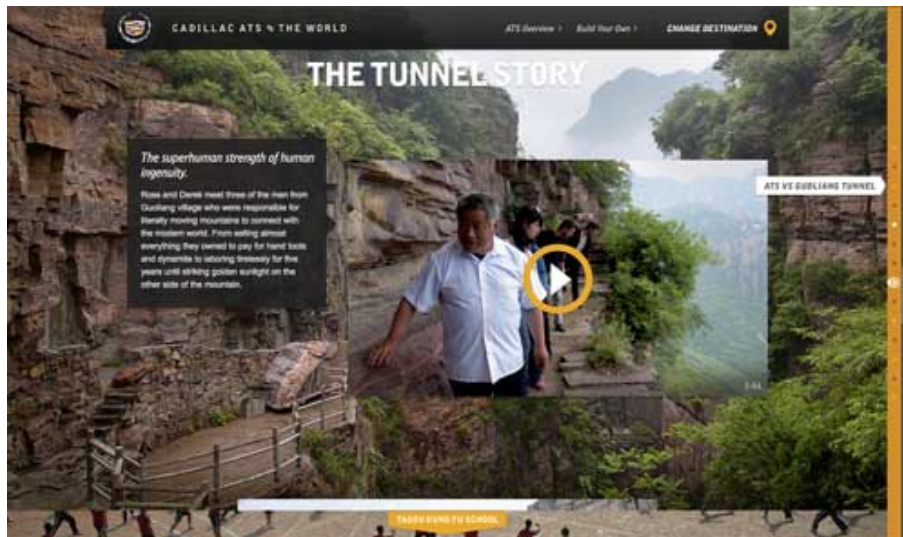 CADILLAC ATS vs THE WORLD
ATS Overview >
Build Your Own >
CHANGE DESTINATION
THE TUNNEL STORY
The superhuman strength of human
ingenuity.
Ross and Derek meet three of the men from
Guoliang village who were responsible for
literally moving mountains to connect with
the modern world. From selling almost
everything they owned to pay for hand tools
and dynamite to laboring tirelessly for five
years until striking golden sunlight on the
other side of the mountain.
ATS VS GUOLIANG TUNNEL
TAGOU KUNG FU SCHOOL